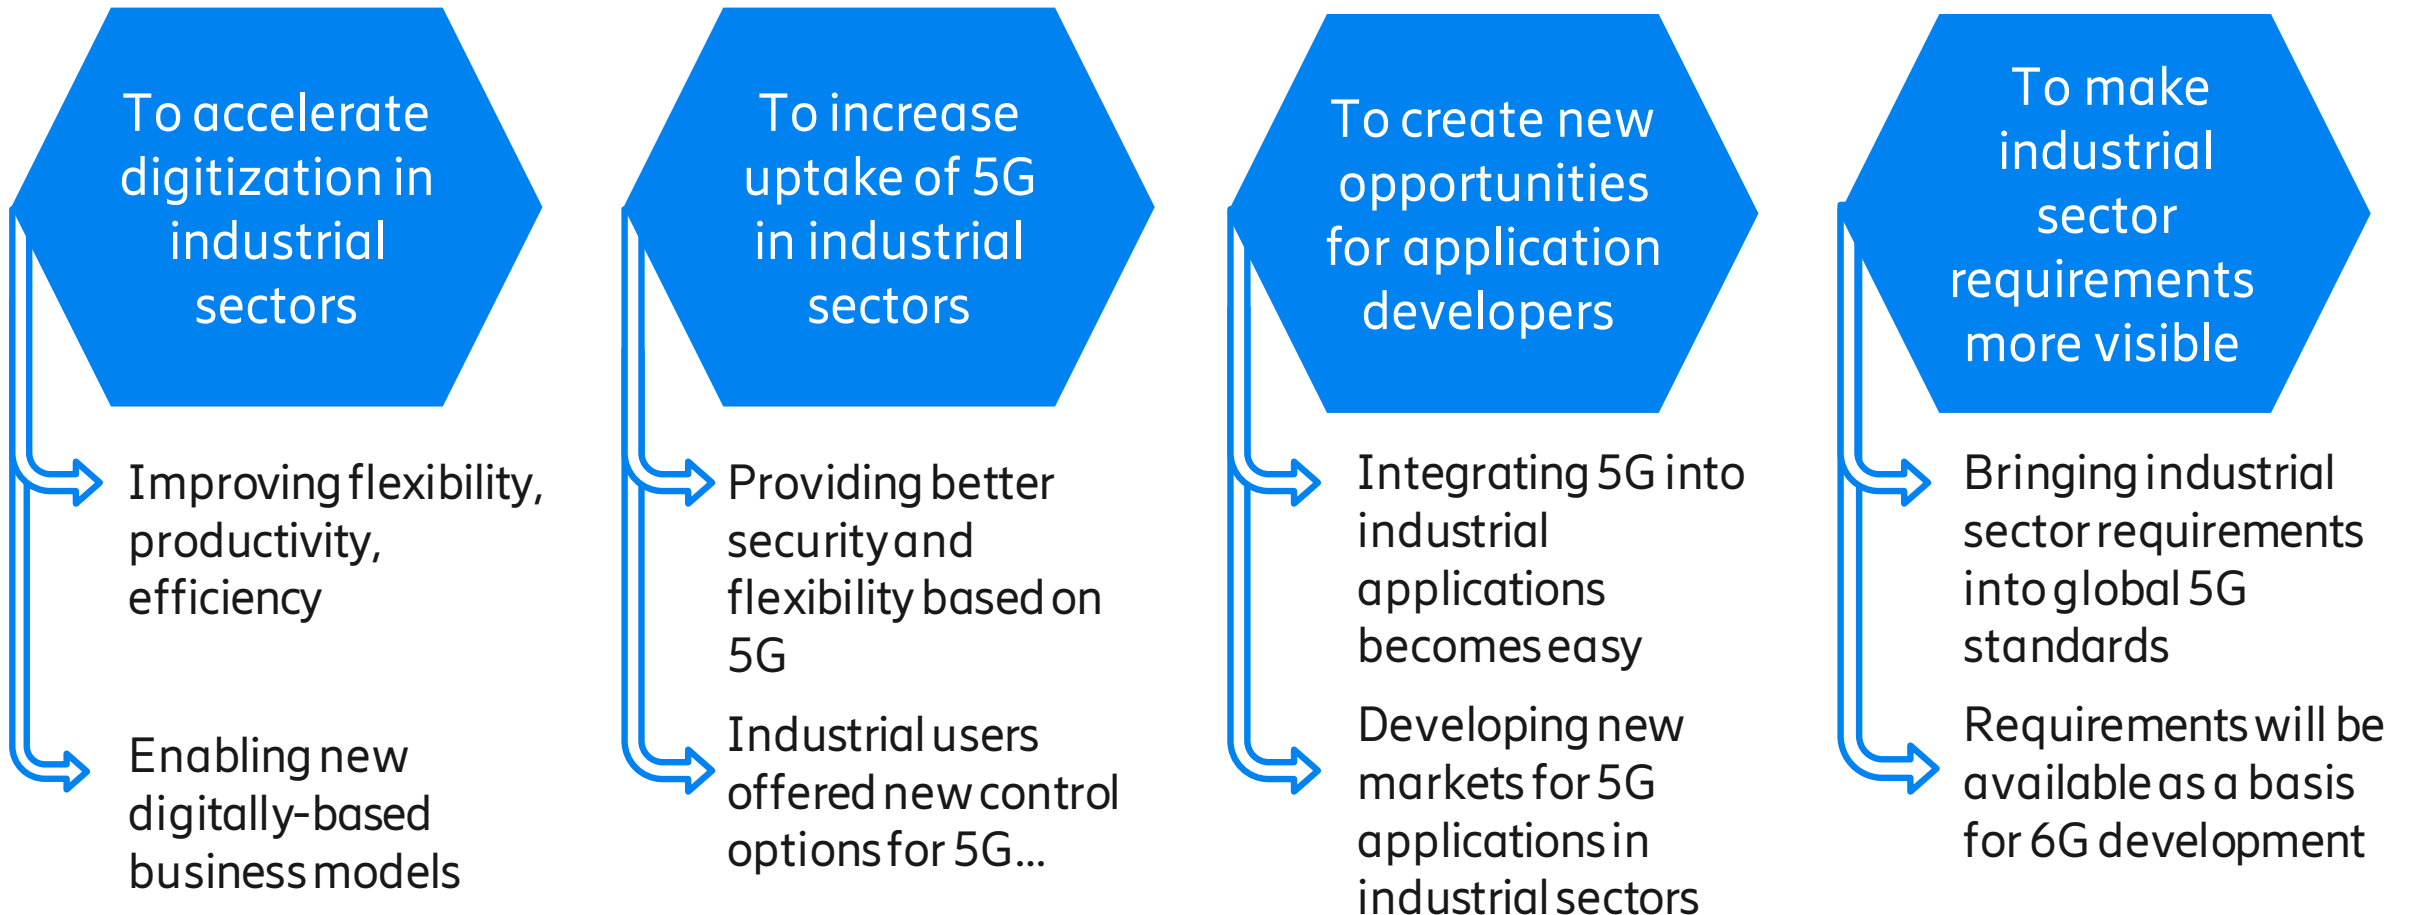 To accelerate
digitization in
industrial
sectors
Improving flexibility,
productivity,
efficiency
Enabling new
digitally-based
business models
To increase
uptake of 5G
in industrial
sectors
Providing better
security and
flexibility based on
5G
Industrial users
offered new control
options for 5G...
To create new
opportunities
for application
developers
Integrating 5G into
industrial
applications
becomes easy
Developing new
markets for 5G
applications in
industrial sectors
To make
industrial
sector
requirements
more visible
Bringing industrial
sector requirements
into global 5G
standards
Requirements will be
available as a basis
for 6G development